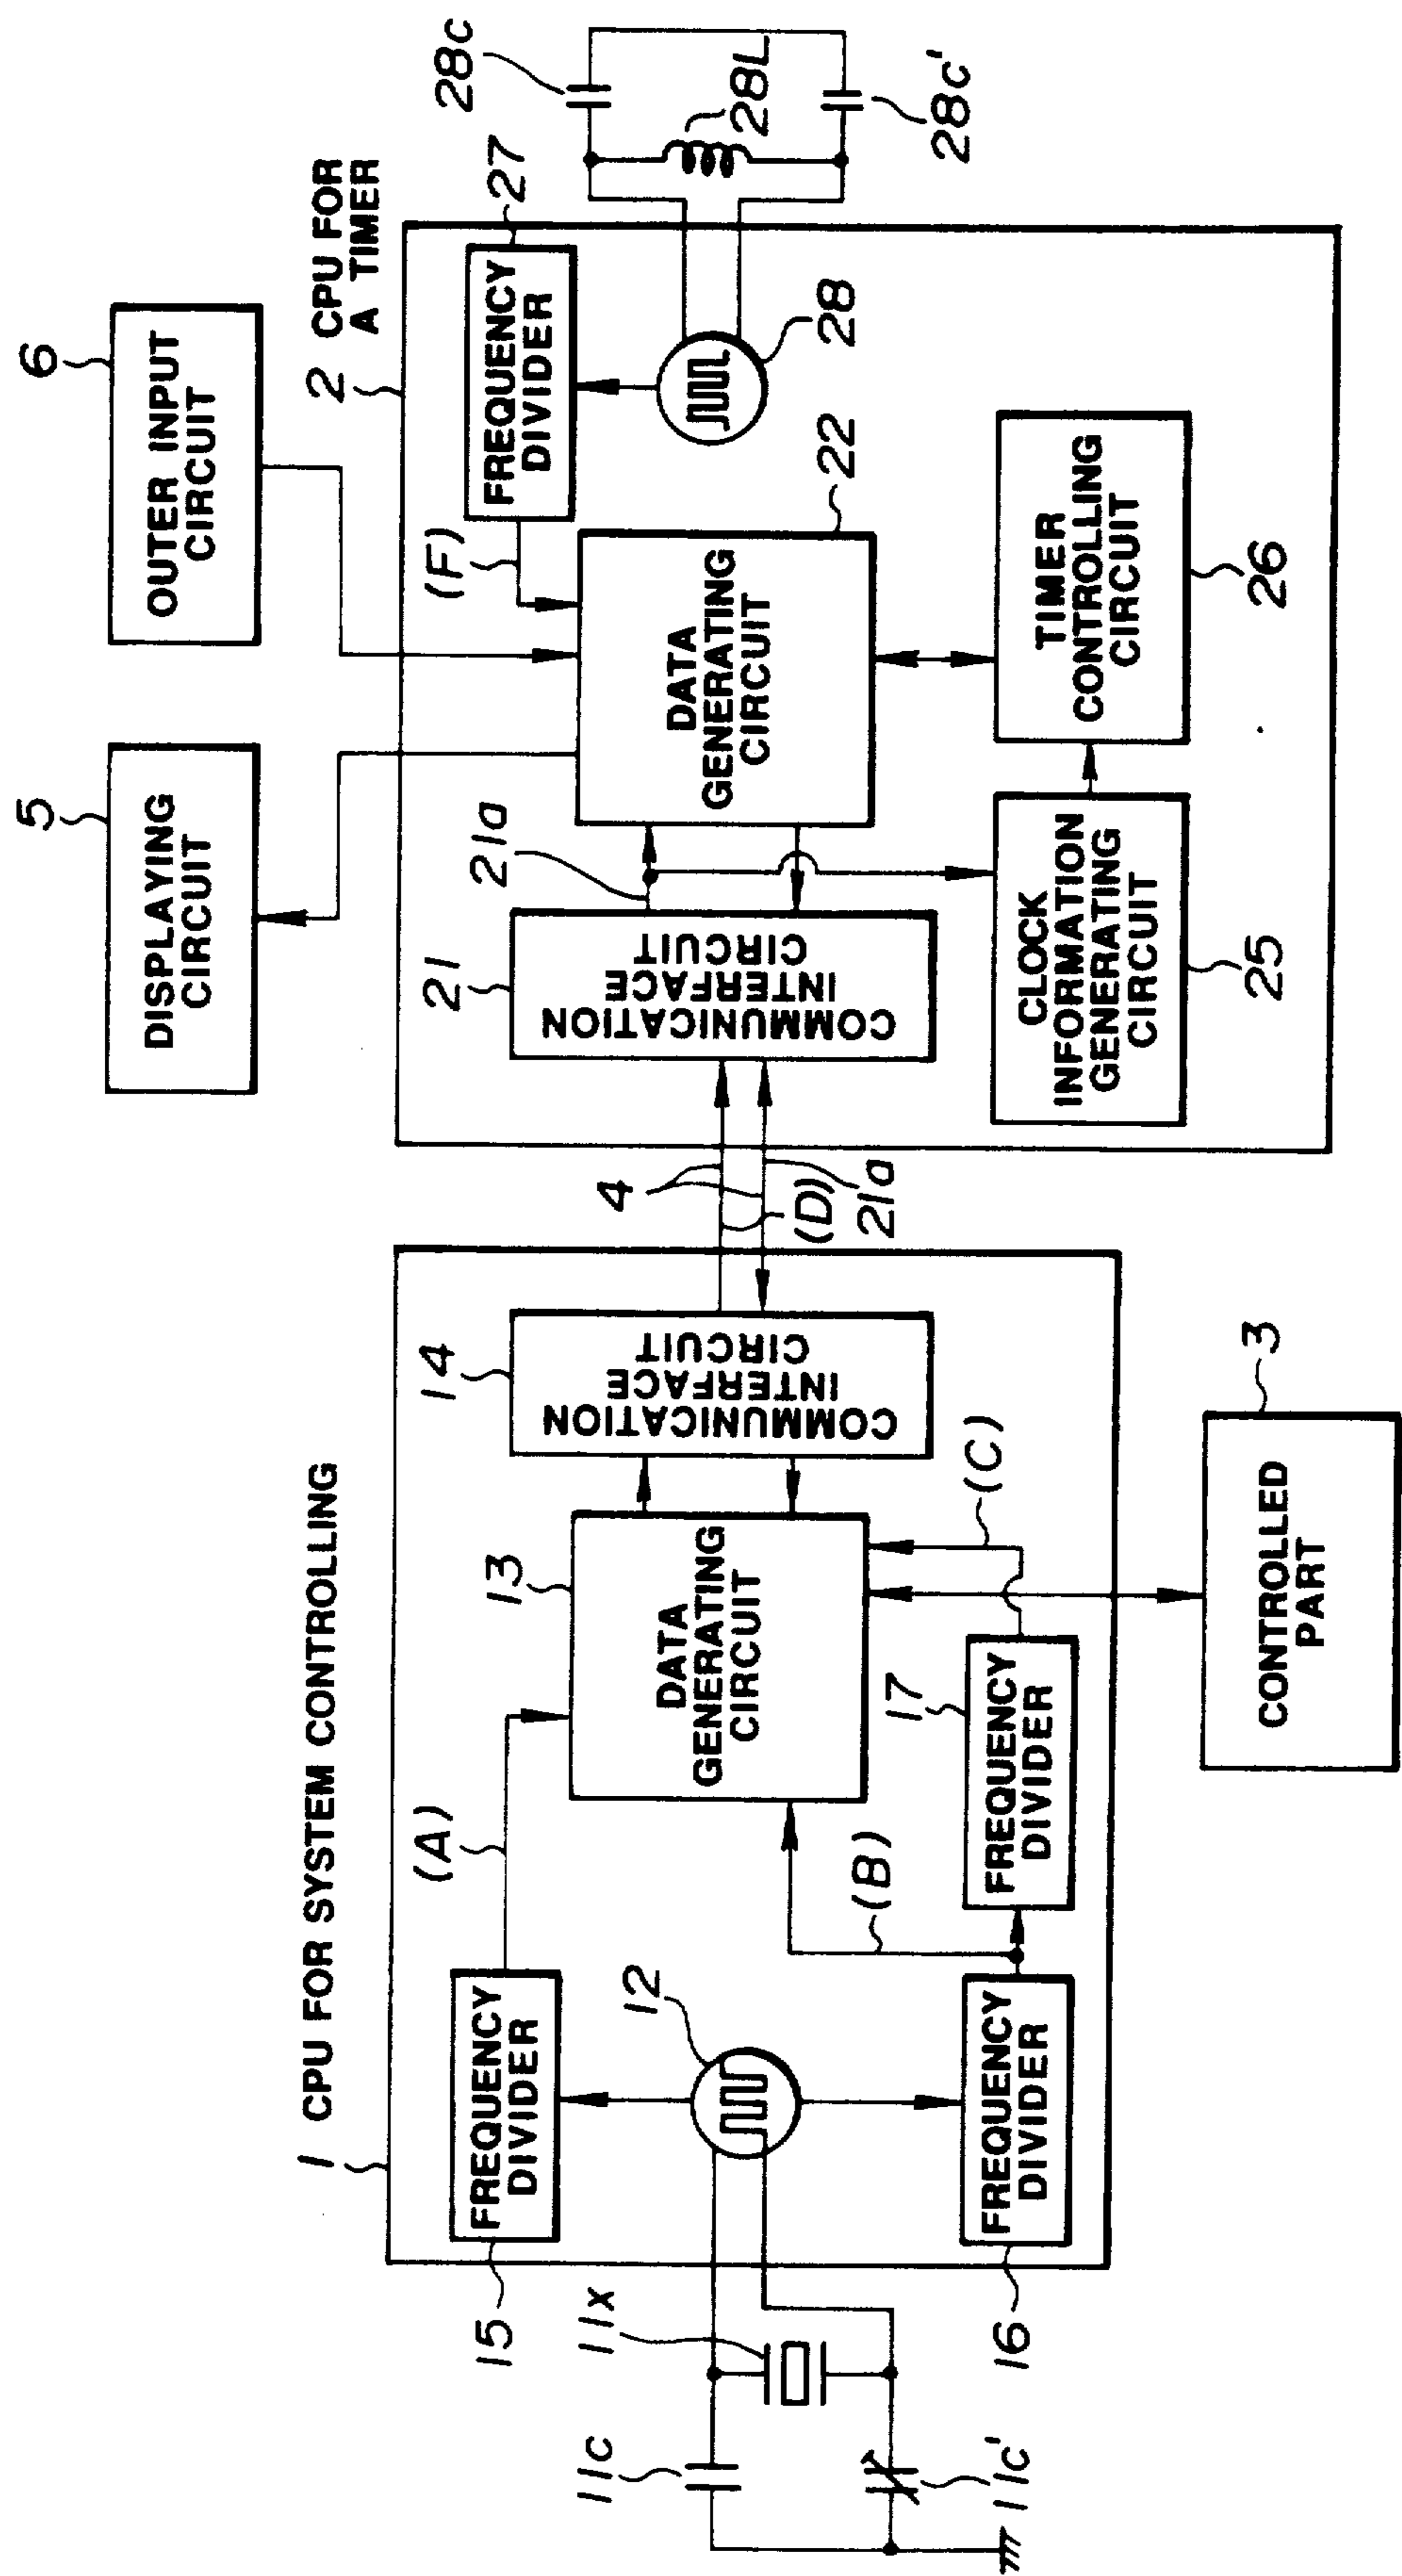 5
DISPLAYING
CIRCUIT
6
OUTER INPUT
CIRCUIT
1 CPU FOR SYSTEM CONTROLLING
2 CPU FOR
A TIMER
15
FREQUENCY
DIVIDER
(A)
13
DATA
GENERATING
CIRCUIT
14
COMMUNICATION
INTERFACE
CIRCUIT
12
11x
11c
11c'
16
FREQUENCY
DIVIDER
(B)
17
FREQUENCY
DIVIDER
(C)
3
CONTROLLED
PART
4
(D)
21a
21
COMMUNICATION
INTERFACE
CIRCUIT
21a
22
DATA
GENERATING
CIRCUIT
(F)
27
FREQUENCY
DIVIDER
28
28c
28L
28c'
25
CLOCK
INFORMATION
GENERATING
CIRCUIT
26
TIMER
CONTROLLING
CIRCUIT